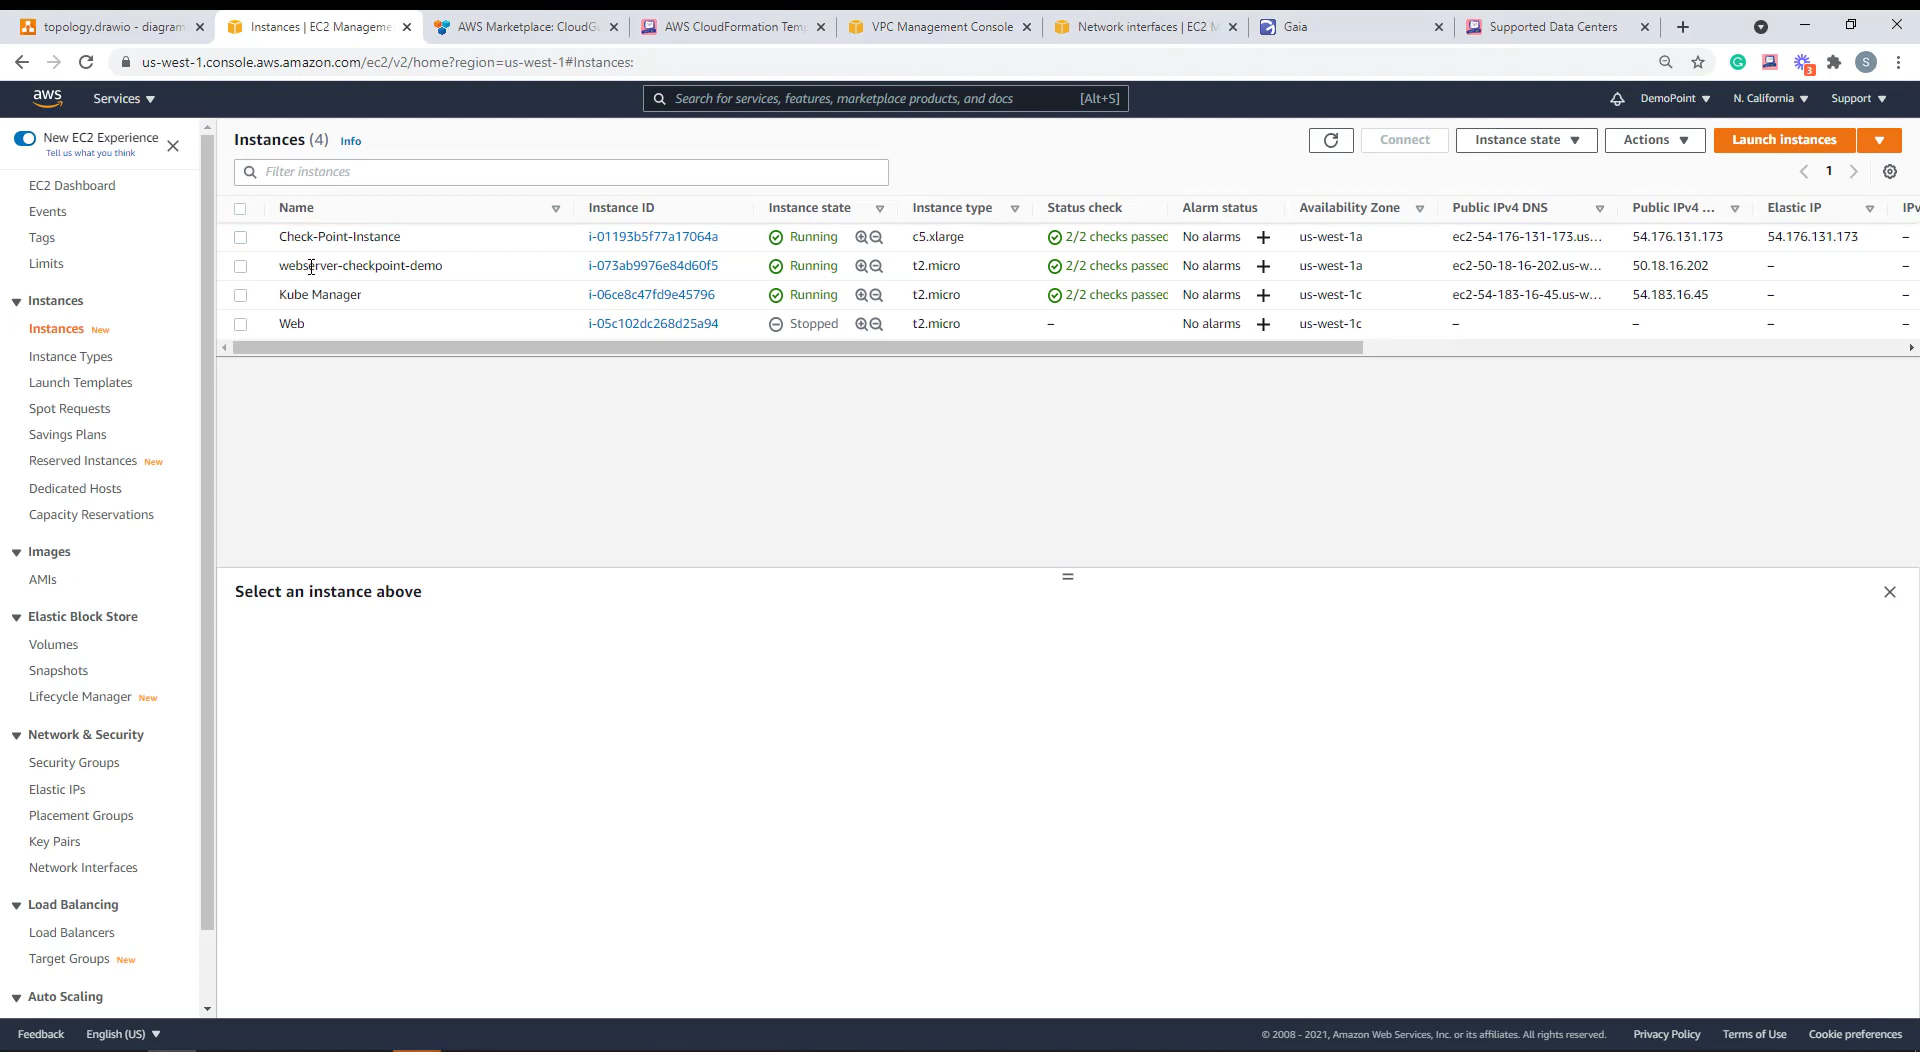 topology.drawio - diagram
Instances | EC2 Manageme
AWS Marketplace: CloudGu
AWS CloudFormation Temp
VPC Management Console
Network interfaces | EC2 M
Gaia
Supported Data Centers
us-west-1.console.aws.amazon.com/ec2/v2/home?region=us-west-1#Instances:
3
S
aws
Services
Search for services, features, marketplace products, and docs
[Alt+S]
DemoPoint
N. California
Support
New EC2 Experience
Tell us what you think
EC2 Dashboard
Events
Tags
Limits
Instances
Instances New
Instance Types
Launch Templates
Spot Requests
Savings Plans
Reserved Instances New
Dedicated Hosts
Capacity Reservations
Images
AMIs
Elastic Block Store
Volumes
Snapshots
Lifecycle Manager New
Network & Security
Security Groups
Elastic IPs
Placement Groups
Key Pairs
Network Interfaces
Load Balancing
Load Balancers
Target Groups New
Auto Scaling
Instances (4) Info
Connect
Instance state
Actions
Launch instances
Filter instances
1
Name Instance ID Instance state Instance type Status check Alarm status Availability Zone Public IPv4 DNS Public IPv4 ... Elastic IP IPv
Check-Point-Instance i-01193b5f77a17064a Running c5.xlarge 2/2 checks passed No alarms + us-west-1a ec2-54-176-131-173.us... 54.176.131.173 54.176.131.173 –
webserver-checkpoint-demo i-073ab9976e84d60f5 Running t2.micro 2/2 checks passed No alarms + us-west-1a ec2-50-18-16-202.us-w... 50.18.16.202 – –
Kube Manager i-06ce8c47fd9e45796 Running t2.micro 2/2 checks passed No alarms + us-west-1c ec2-54-183-16-45.us-w... 54.183.16.45 – –
Web i-05c102dc268d25a94 Stopped t2.micro – No alarms + us-west-1c – – – –
Select an instance above
Feedback
English (US)
© 2008 - 2021, Amazon Web Services, Inc. or its affiliates. All rights reserved.
Privacy Policy
Terms of Use
Cookie preferences